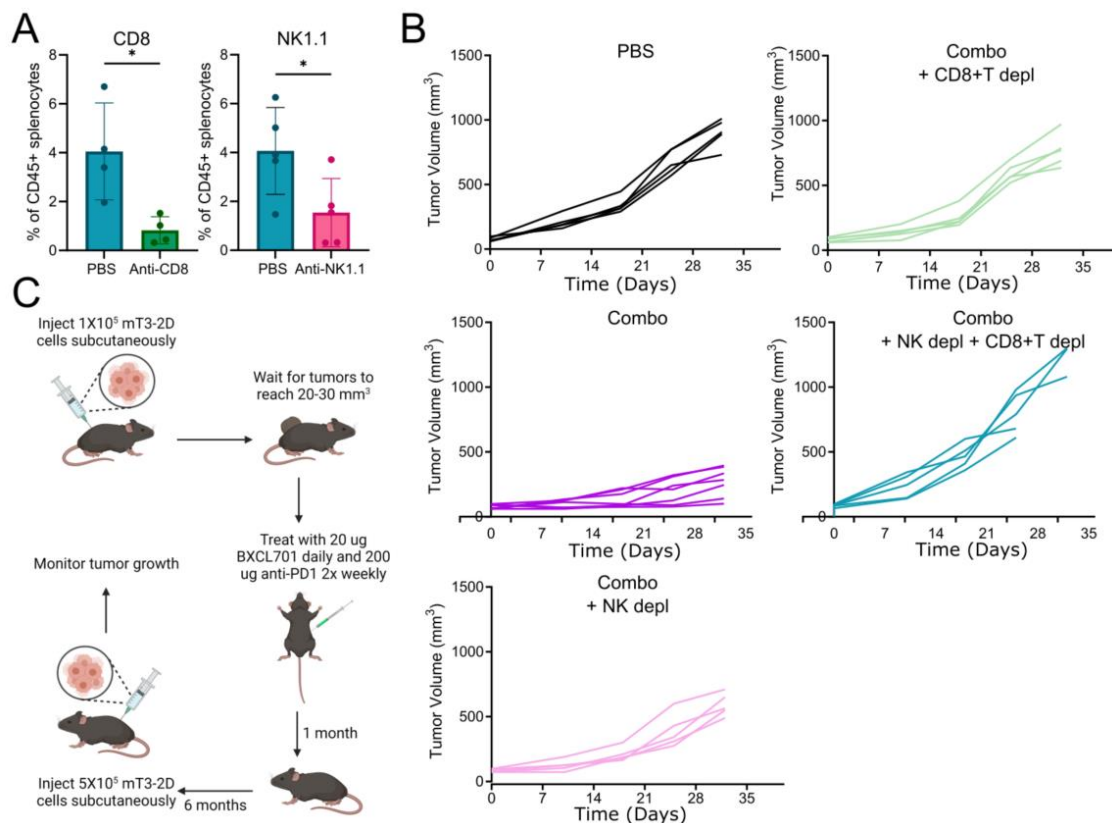 A
CD8
*
% of CD45+ splenocytes
8
6
4
2
0
PBS
Anti-CD8
NK1.1
*
% of CD45+ splenocytes
8
6
4
2
0
PBS
Anti-NK1.1
B
PBS
Tumor Volume (mm³)
1500
1000
500
0
0 7 14 21 28 35
Time (Days)
Combo
+ CD8+T depl
Tumor Volume (mm³)
1500
1000
500
0
0 7 14 21 28 35
Time (Days)
Combo
Tumor Volume (mm³)
1500
1000
500
0
0 7 14 21 28 35
Time (Days)
Combo
+ NK depl + CD8+T depl
Tumor Volume (mm³)
1500
1000
500
0
0 7 14 21 28 35
Time (Days)
Combo
+ NK depl
Tumor Volume (mm³)
1500
1000
500
0
0 7 14 21 28 35
Time (Days)
C
Inject 1X10⁵ mT3-2D
cells subcutaneously
Wait for tumors to
reach 20-30 mm³
Treat with 20 ug
BXCL701 daily and 200
ug anti-PD1 2x weekly
1 month
6 months
Inject 5X10⁵ mT3-2D
cells subcutaneously
Monitor tumor growth